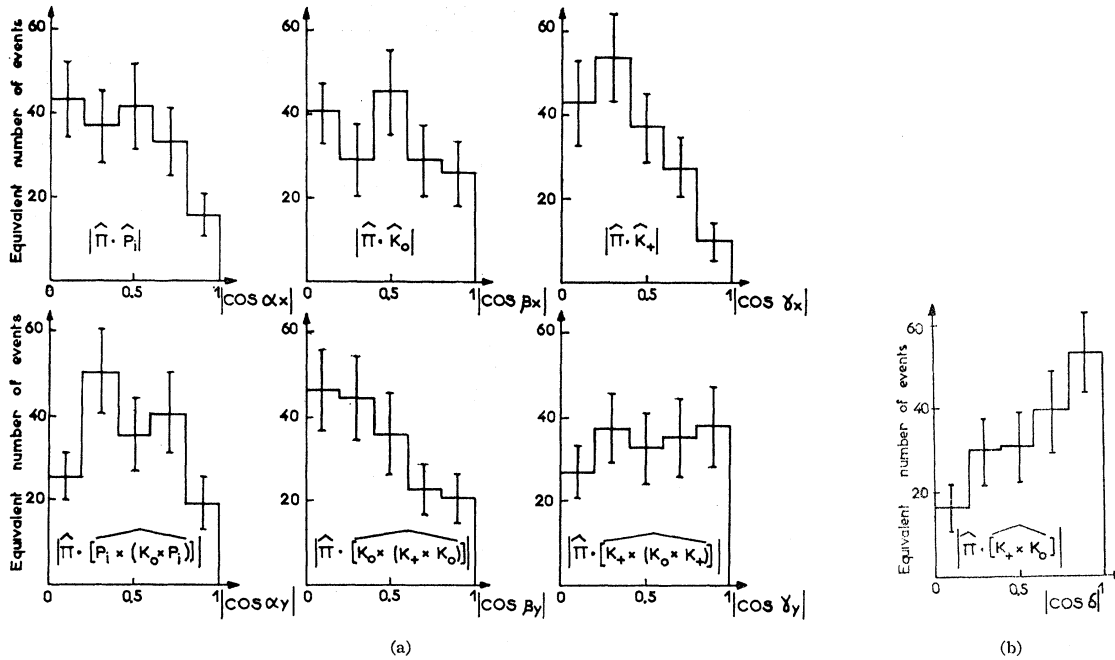 Equivalent number of events
60
40
20
|Π̂ · P̂i|
0
0,5
1
|COS αx|
60
40
20
|Π̂ · K̂o|
0
0.5
1
|COS βx|
60
40
20
|Π̂ · K̂+|
0
0.5
1
|COS γx|
Equivalent number of events
60
40
20
|Π̂ · [Pi × (Ko × Pi)]|
0
0.5
1
|COS αy|
60
40
20
|Π̂ · [Ko × (K+ × Ko)]|
0
0.5
1
|COS βy|
60
40
20
|Π̂ · [K+ × (Ko × K+)]|
0
0.5
1
|COS γy|
Equivalent number of events
60
40
20
|Π̂ · [K+ × Ko]|
0
0,5
1
|COS δ|
(a)
(b)